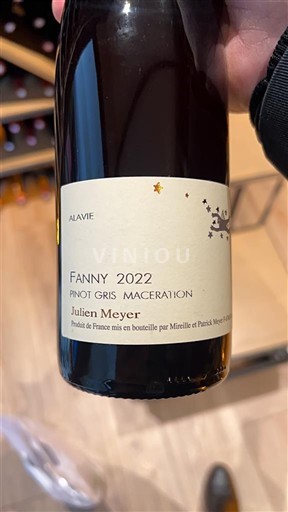 ALAVIE
VINIOU
FANNY 2022
PINOT GRIS MACERATION
Julien Meyer
Produit de France mis en bouteille par Mireille et Patrick Meyer